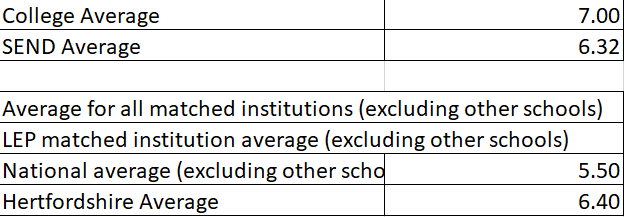 College Average 7.00
SEND Average 6.32
Average for all matched institutions (excluding other schools)
LEP matched institution average (excluding other schools)
National average (excluding other scho 5.50
Hertfordshire Average 6.40